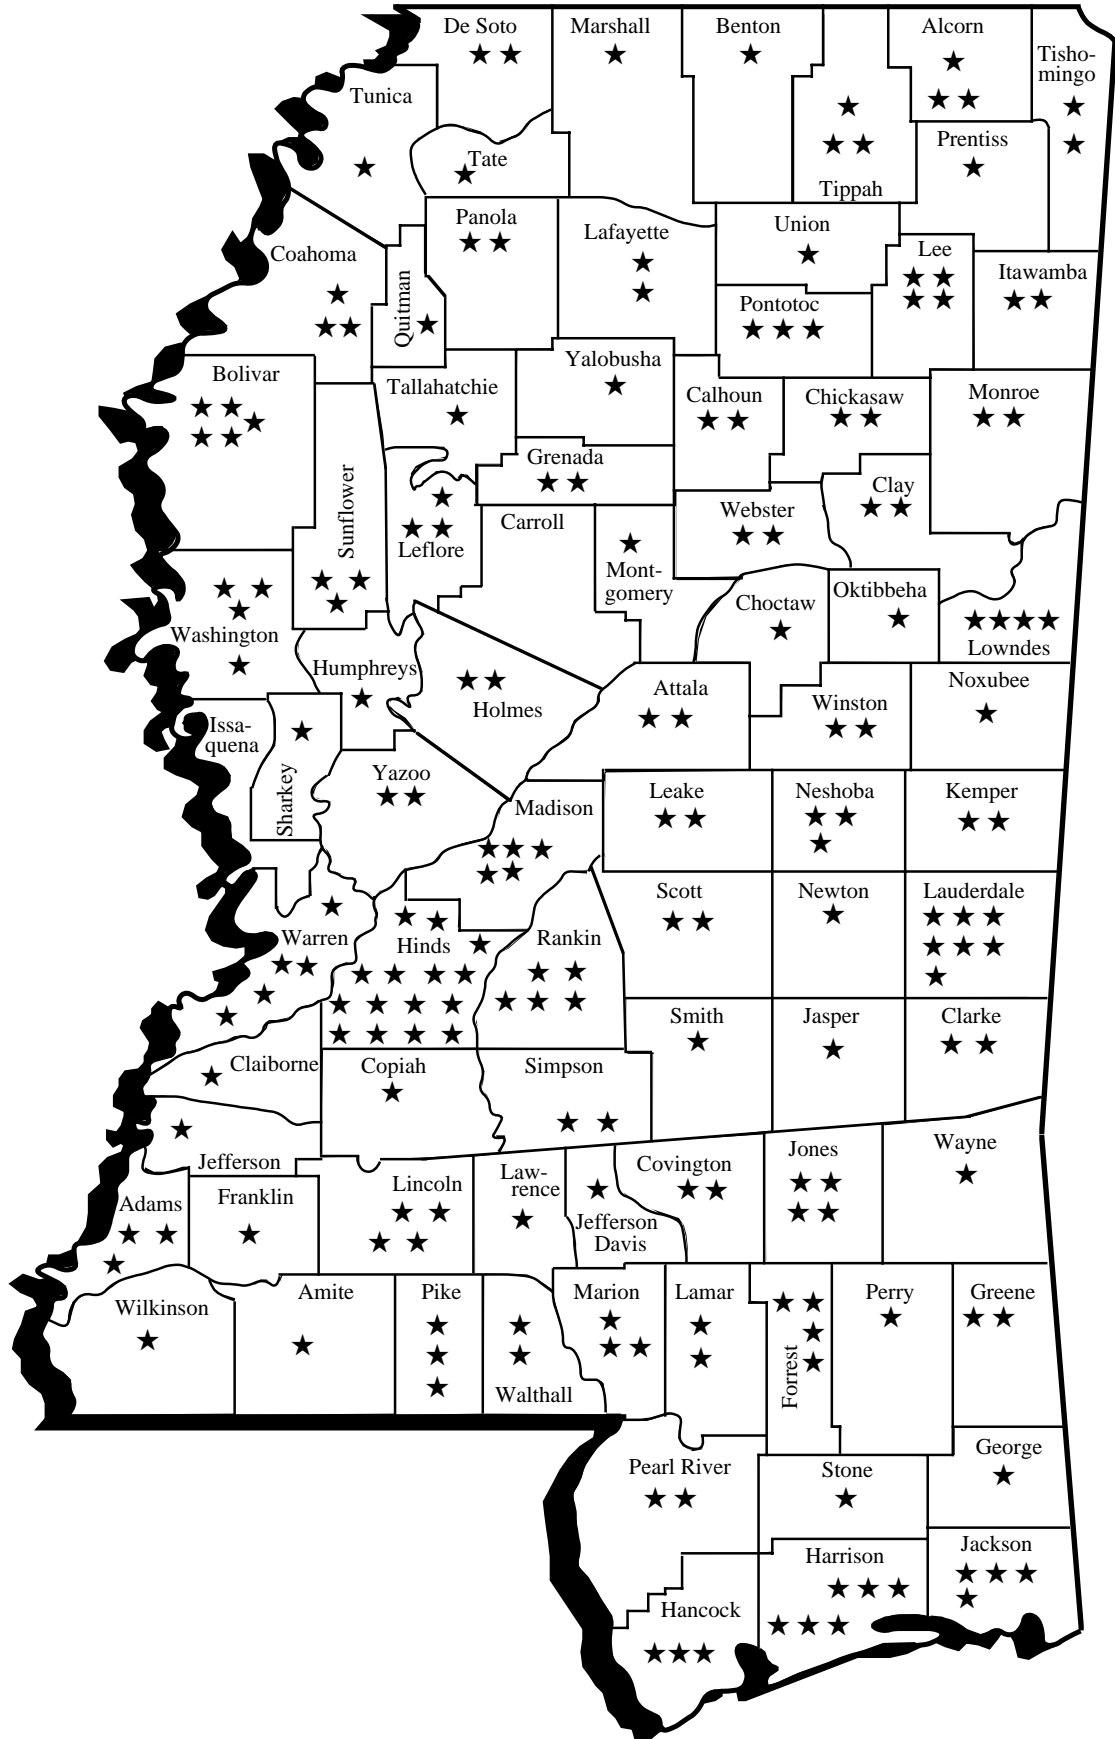 De Soto
Marshall
Benton
Alcorn
Tisho-
mingo
Tunica
Tate
Tippah
Prentiss
Panola
Lafayette
Union
Lee
Coahoma
Quitman
Itawamba
Pontotoc
Bolivar
Tallahatchie
Yalobusha
Calhoun
Chickasaw
Monroe
Sunflower
Grenada
Clay
Leflore
Carroll
Webster
Mont-
gomery
Choctaw
Oktibbeha
Washington
Lowndes
Humphreys
Holmes
Attala
Winston
Noxubee
Issa-
quena
Sharkey
Yazoo
Madison
Leake
Neshoba
Kemper
Warren
Hinds
Rankin
Scott
Newton
Lauderdale
Claiborne
Copiah
Simpson
Smith
Jasper
Clarke
Jefferson
Adams
Franklin
Lincoln
Law-
rence
Jefferson
Davis
Covington
Jones
Wayne
Wilkinson
Amite
Pike
Walthall
Marion
Lamar
Forrest
Perry
Greene
Pearl River
Stone
George
Hancock
Harrison
Jackson